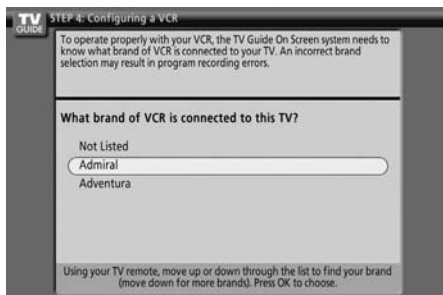 TV
GUIDE
STEP 4: Configuring a VCR
To operate properly with your VCR, the TV Guide On Screen system needs to
know what brand of VCR is connected to your TV. An incorrect brand
selection may result in program recording errors.
What brand of VCR is connected to this TV?
Not Listed
Admiral
Adventura
Using your TV remote, move up or down through the list to find your brand
(move down for more brands). Press OK to choose.